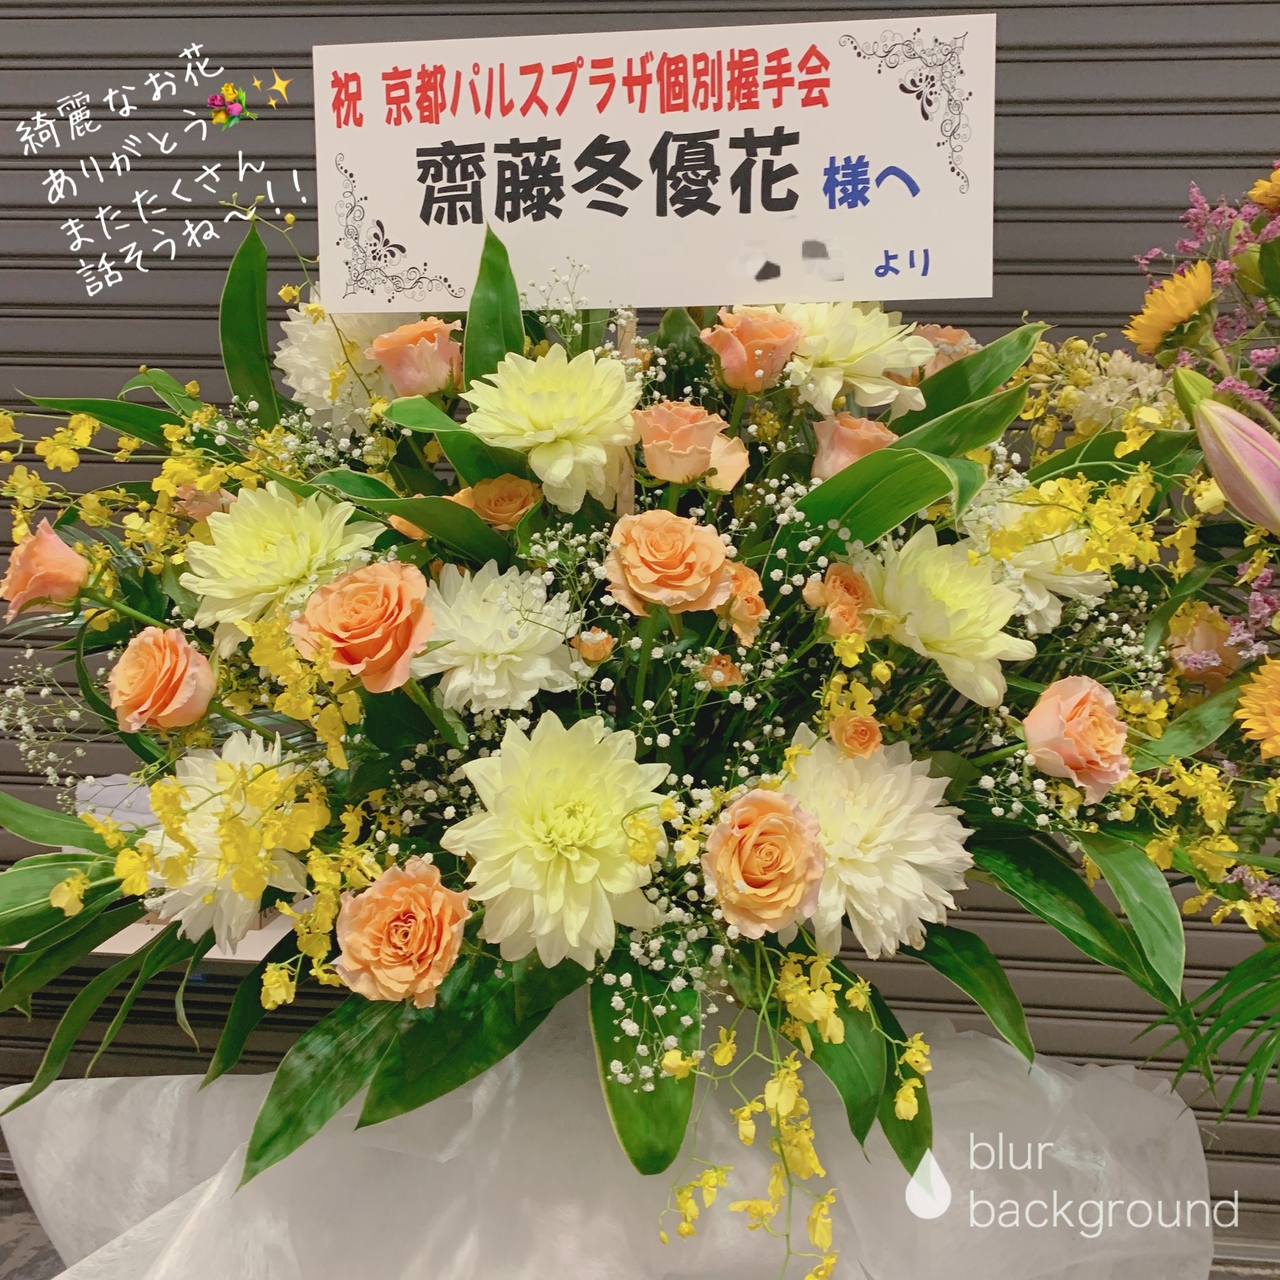 綺麗なお花
ありがとう💐✨
またたくさん
話そうね〜!!
祝 京都パルスプラザ個別握手会
齋藤冬優花 様へ
より
blur
background